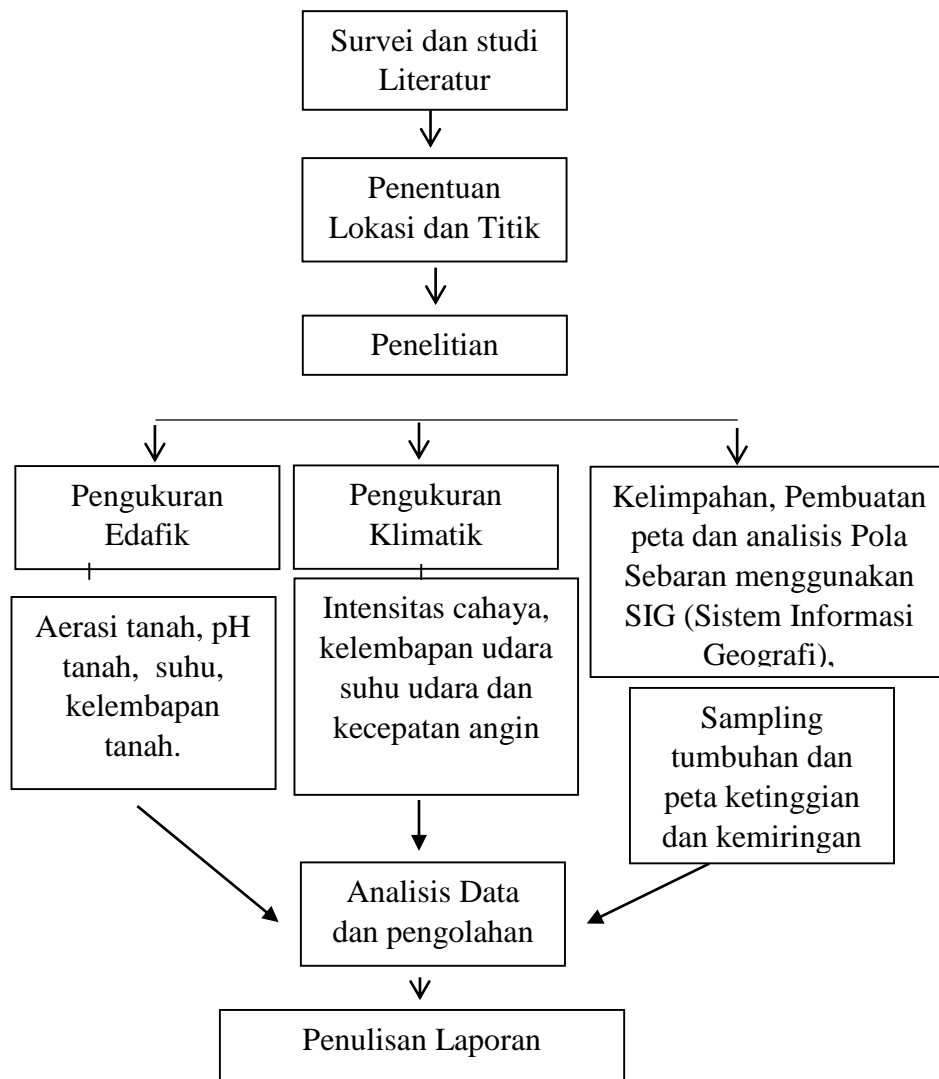 Survei dan studi
Literatur
Penentuan
Lokasi dan Titik
Penelitian
Pengukuran
Edafik
Pengukuran
Klimatik
Kelimpahan, Pembuatan
peta dan analisis Pola
Sebaran menggunakan
SIG (Sistem Informasi
Geografi),
Aerasi tanah, pH
tanah, suhu,
kelembapan
tanah.
Intensitas cahaya,
kelembapan udara
suhu udara dan
kecepatan angin
Sampling
tumbuhan dan
peta ketinggian
dan kemiringan
Analisis Data
dan pengolahan
Penulisan Laporan